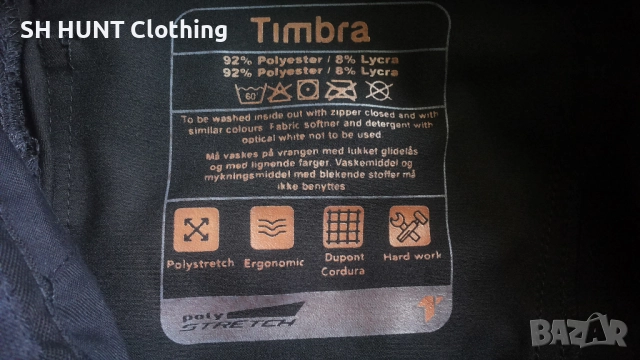 SH HUNT Clothing
Timbra
92% Polyester / 8% Lycra
92% Polyester / 8% Lycra
60
To be washed inside out with zipper closed and with
similar colours. Fabric softner and detergent with
optical white not to be used.
Må vaskes på vrangen med lukket glidelås
og med lignende farger. Vaskemiddel og
mykningsmiddel med blekende stoffer må
ikke benyttes
Polystretch
Ergonomic
Dupont
Cordura
Hard work
poly
STRETCH
BAZAR
.bg